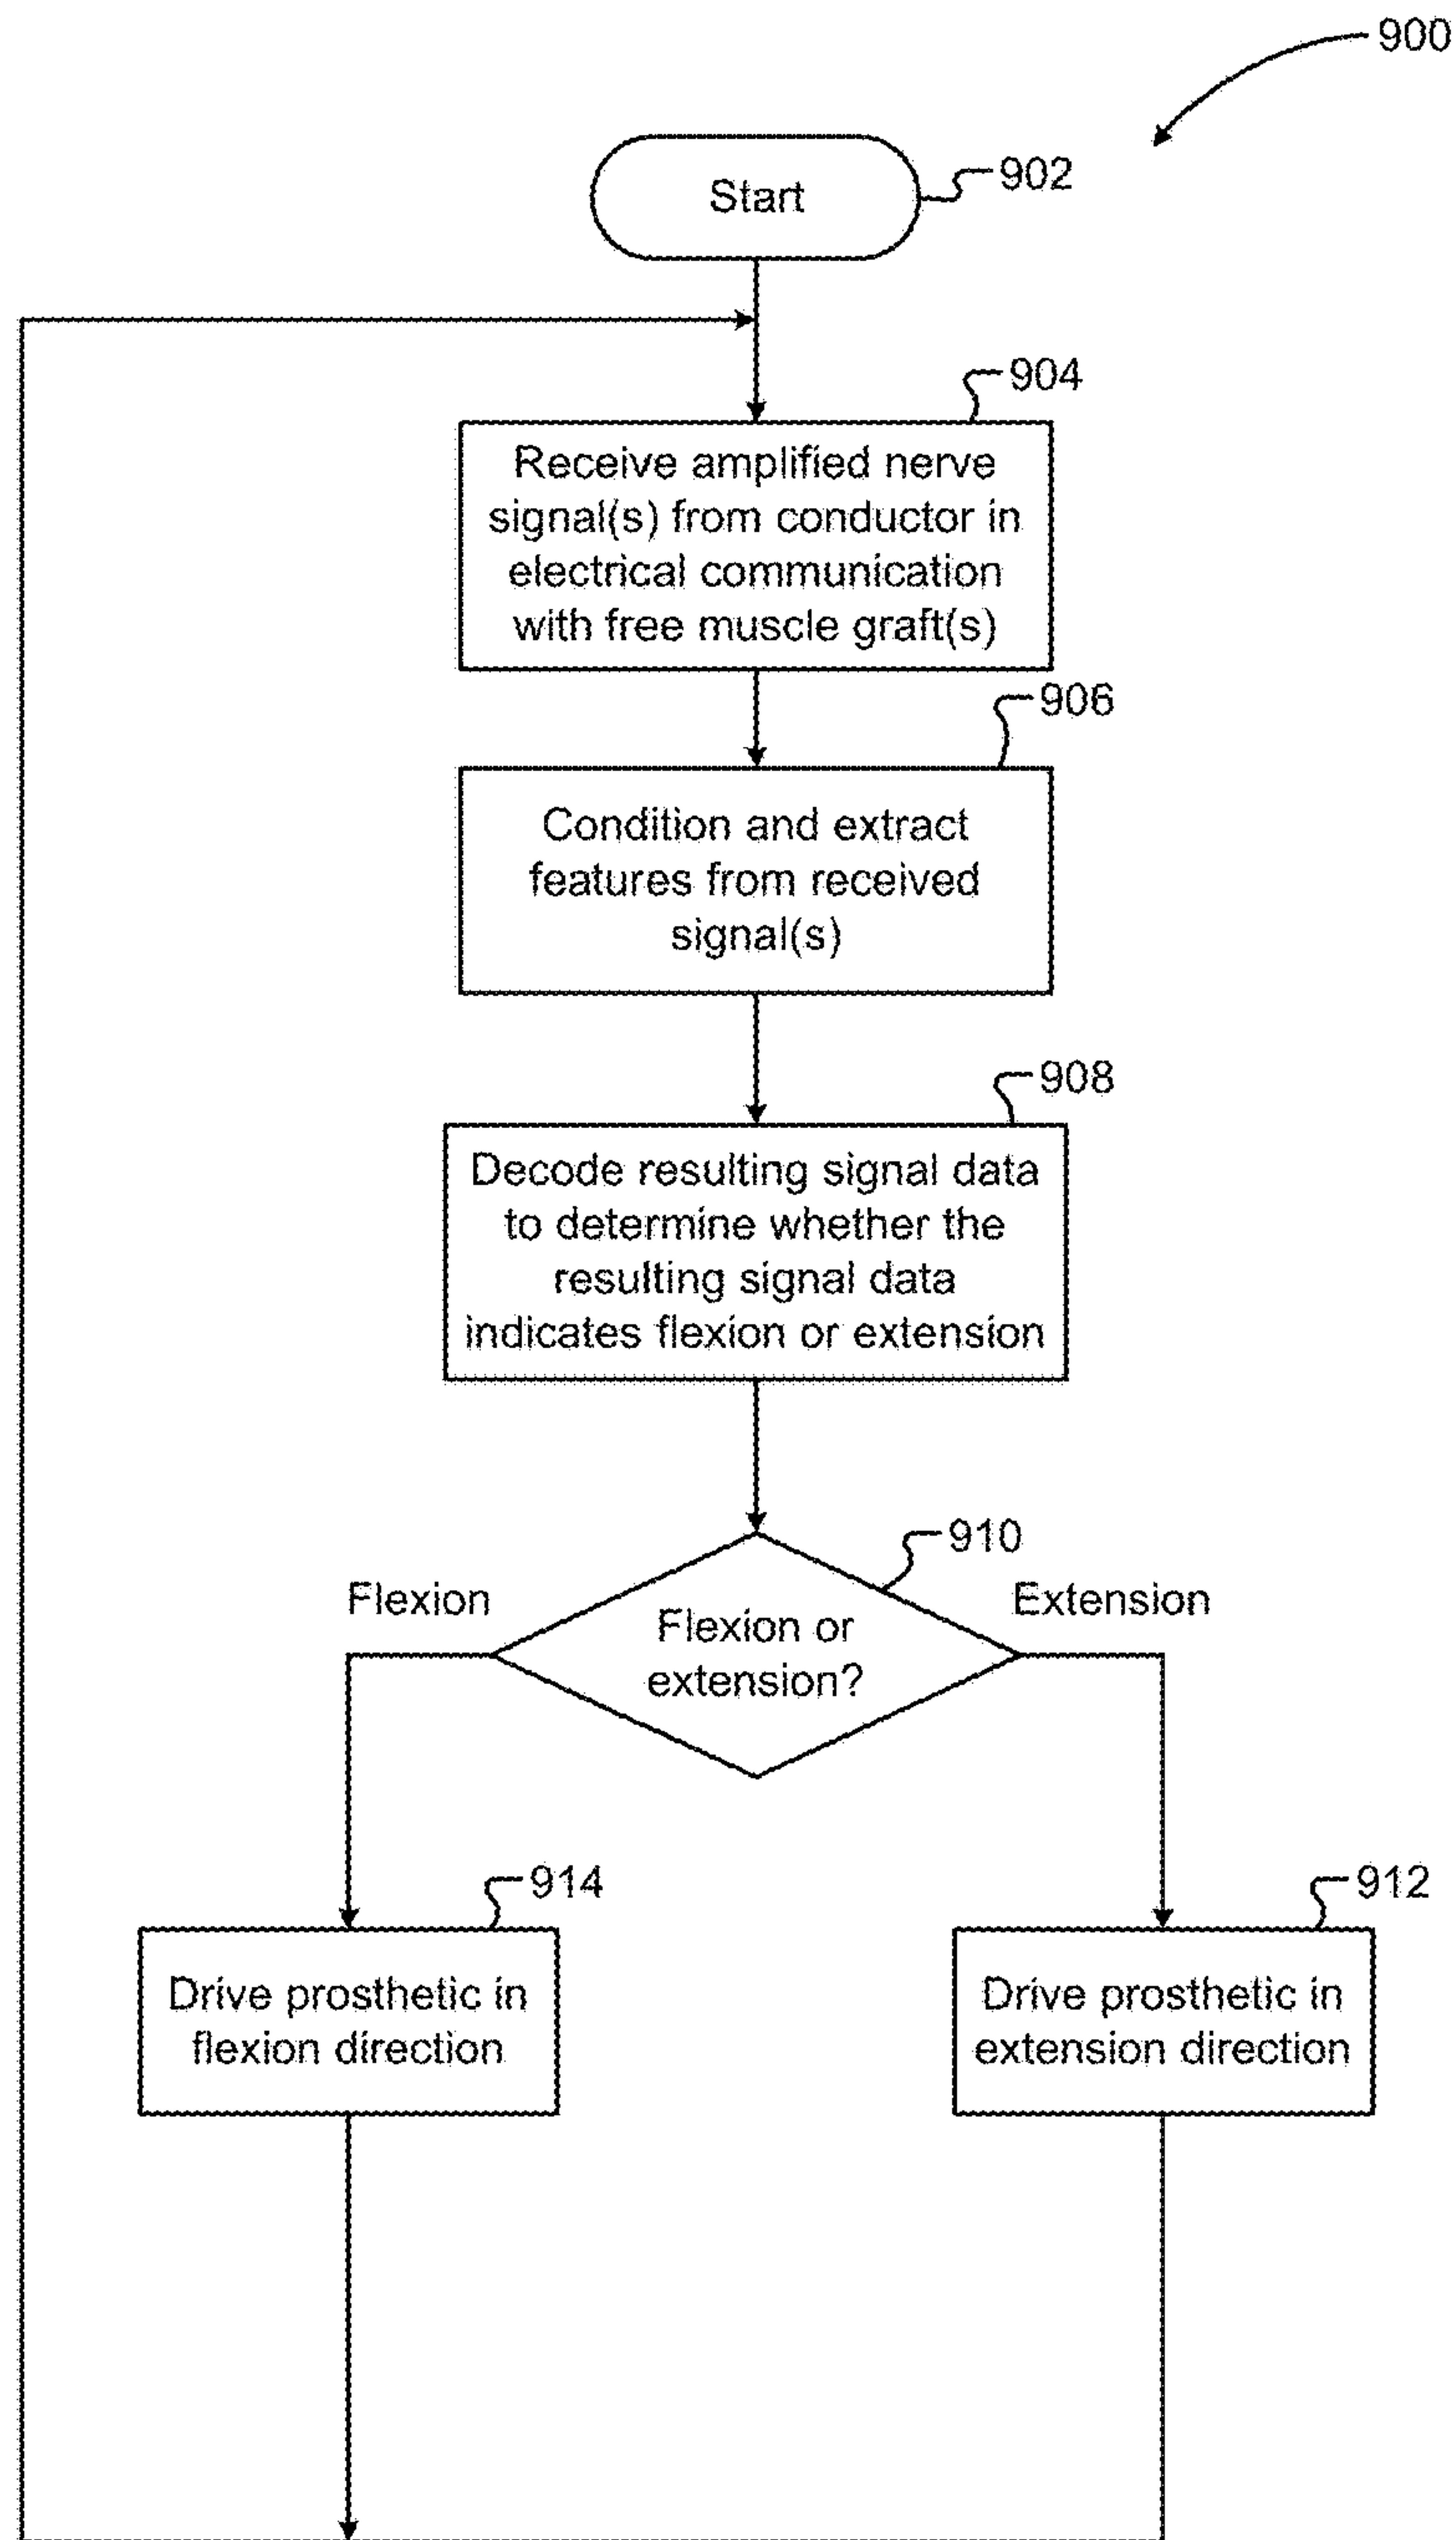 900
Start
902
904
Receive amplified nerve
signal(s) from conductor in
electrical communication
with free muscle graft(s)
906
Condition and extract
features from received
signal(s)
908
Decode resulting signal data
to determine whether the
resulting signal data
indicates flexion or extension
910
Flexion
Extension
Flexion or
extension?
914
912
Drive prosthetic in
flexion direction
Drive prosthetic in
extension direction